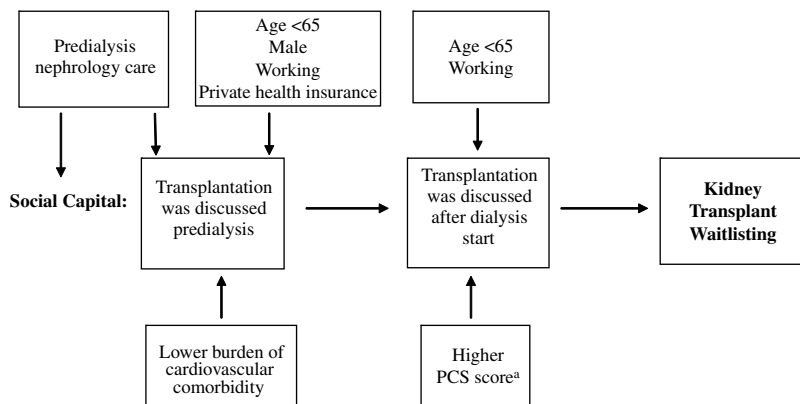 Predialysis
nephrology care
Age <65
Male
Working
Private health insurance
Age <65
Working
Social Capital:
Transplantation
was discussed
predialysis
Transplantation
was discussed
after dialysis
start
Kidney
Transplant
Waitlisting
Lower burden of
cardiovascular
comorbidity
Higher
PCS scoreᵃ